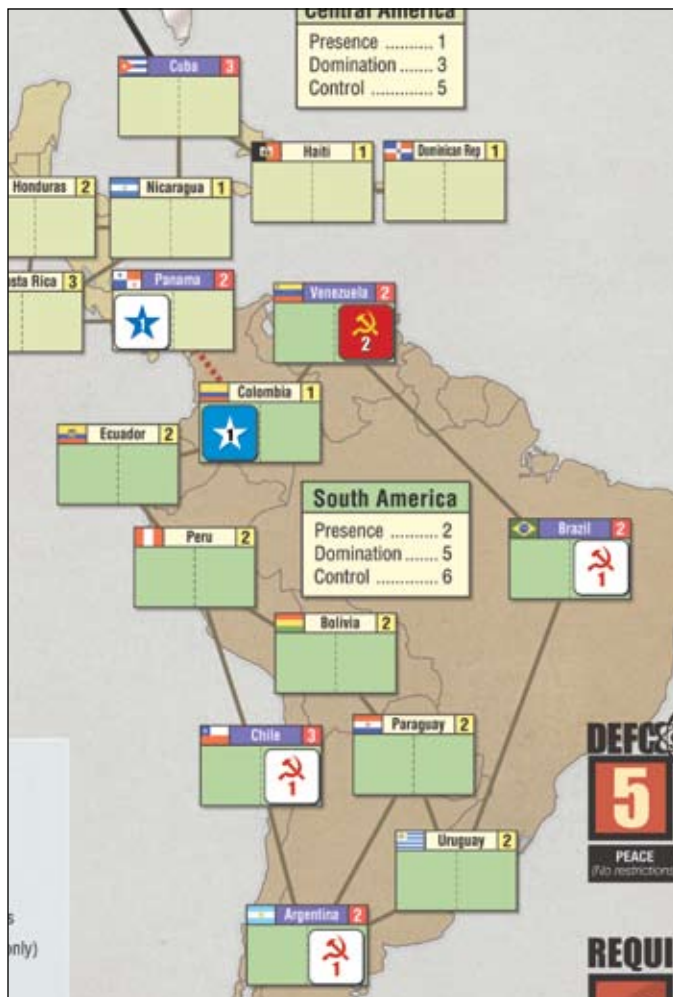 Central America
Presence .......... 1
Domination ....... 3
Control .............. 5
Cuba 3
Haiti 1
Dominican Rep 1
Honduras 2
Nicaragua 1
sta Rica 3
Panama 2
1
Venezuela 2
2
Colombia 1
1
Ecuador 2
South America
Presence .......... 2
Domination ....... 5
Control .............. 6
Peru 2
Brazil 2
1
Bolivia 2
Chile 3
1
Paraguay 2
DEFC
5
PEACE
(No restrictions
Uruguay 2
Argentina 2
1
s
only)
REQUI